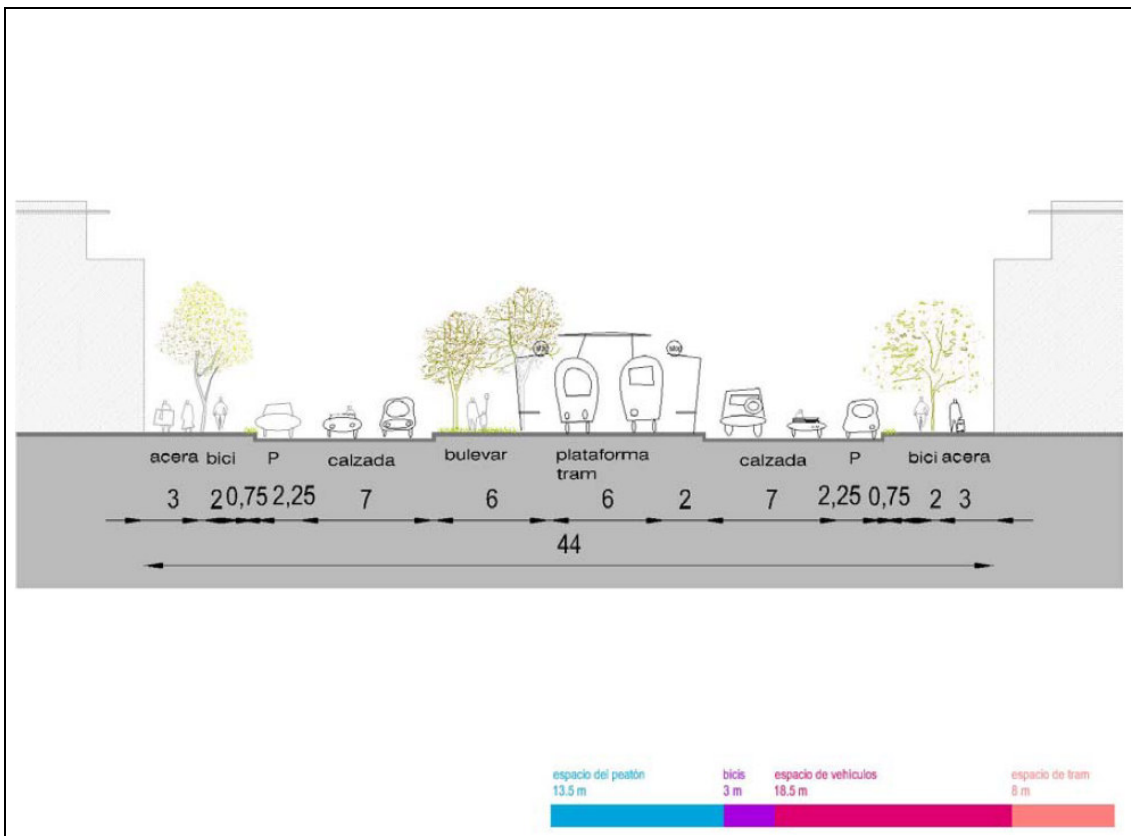 acera bici P calzada bulevar plataforma tram calzada P bici acera
3 2 0,75 2,25 7 6 6 2 7 2,25 0,75 2 3
44
espacio del peatón bicis espacio de vehículos espacio de tram
13.5 m 3 m 18.5 m 8 m